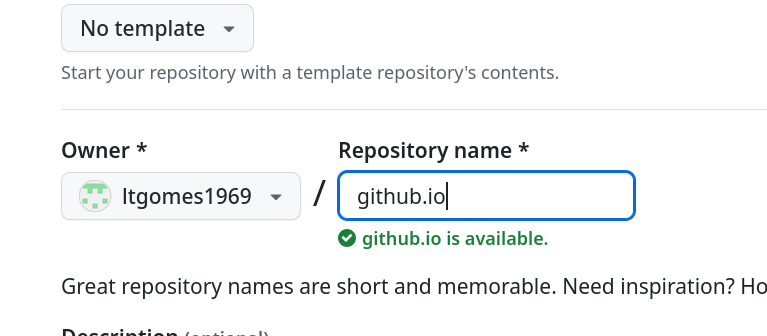 No template
Start your repository with a template repository's contents.
Owner * Repository name *
ltgomes1969 / github.io
github.io is available.
Great repository names are short and memorable. Need inspiration? Ho
Description (optional)